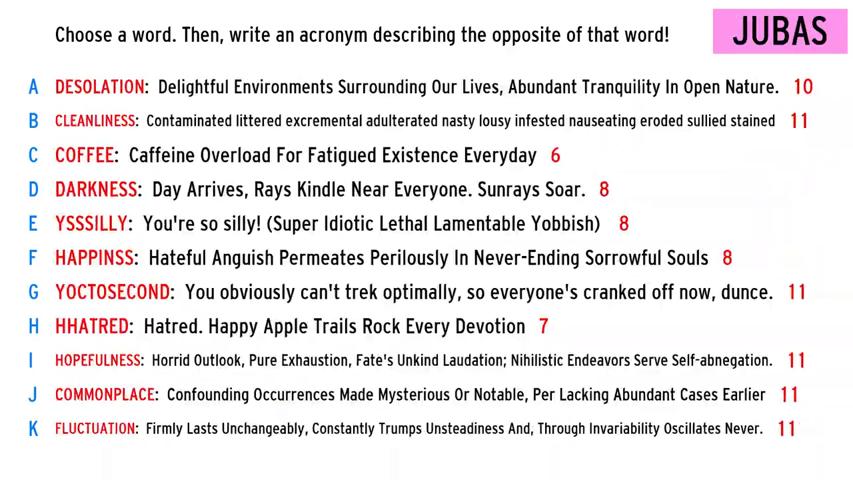 Choose a word. Then, write an acronym describing the opposite of that word!
JUBAS
A DESOLATION: Delightful Environments Surrounding Our Lives, Abundant Tranquility In Open Nature. 10
B CLEANLINESS: Contaminated littered excremental adulterated nasty lousy infested nauseating eroded sullied stained 11
C COFFEE: Caffeine Overload For Fatigued Existence Everyday 6
D DARKNESS: Day Arrives, Rays Kindle Near Everyone. Sunrays Soar. 8
E YSSSILLY: You're so silly! (Super Idiotic Lethal Lamentable Yobbish) 8
F HAPPINSS: Hateful Anguish Permeates Perilously In Never-Ending Sorrowful Souls 8
G YOCTOSECOND: You obviously can't trek optimally, so everyone's cranked off now, dunce. 11
H HHATRED: Hatred. Happy Apple Trails Rock Every Devotion 7
I HOPEFULNESS: Horrid Outlook, Pure Exhaustion, Fate's Unkind Laudation; Nihilistic Endeavors Serve Self-abnegation. 11
J COMMONPLACE: Confounding Occurrences Made Mysterious Or Notable, Per Lacking Abundant Cases Earlier 11
K FLUCTUATION: Firmly Lasts Unchangeably, Constantly Trumps Unsteadiness And, Through Invariability Oscillates Never. 11